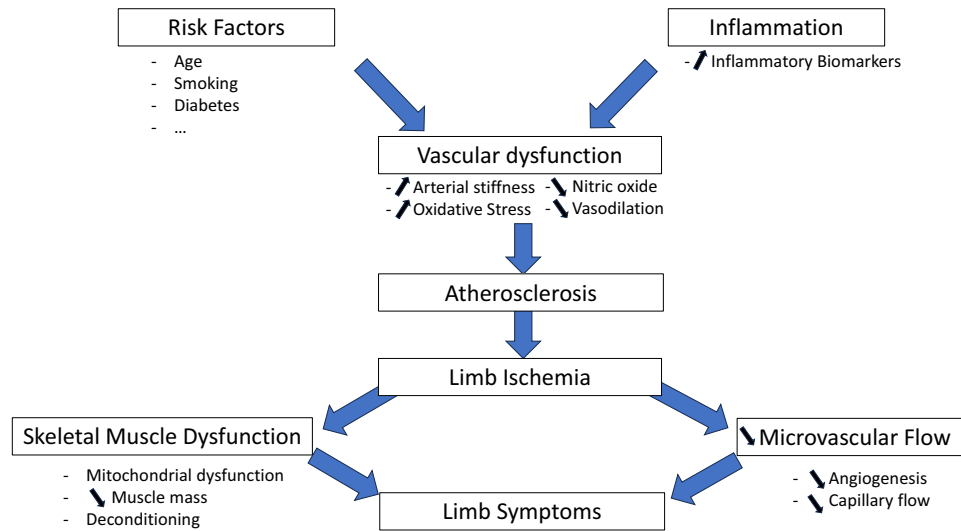 Risk Factors
- Age
- Smoking
- Diabetes
- ...
Inflammation
- Inflammatory Biomarkers
Vascular dysfunction
- Arterial stiffness - Nitric oxide
- Oxidative Stress - Vasodilation
Atherosclerosis
Limb Ischemia
Skeletal Muscle Dysfunction
- Mitochondrial dysfunction
- Muscle mass
- Deconditioning
Microvascular Flow
- Angiogenesis
- Capillary flow
Limb Symptoms